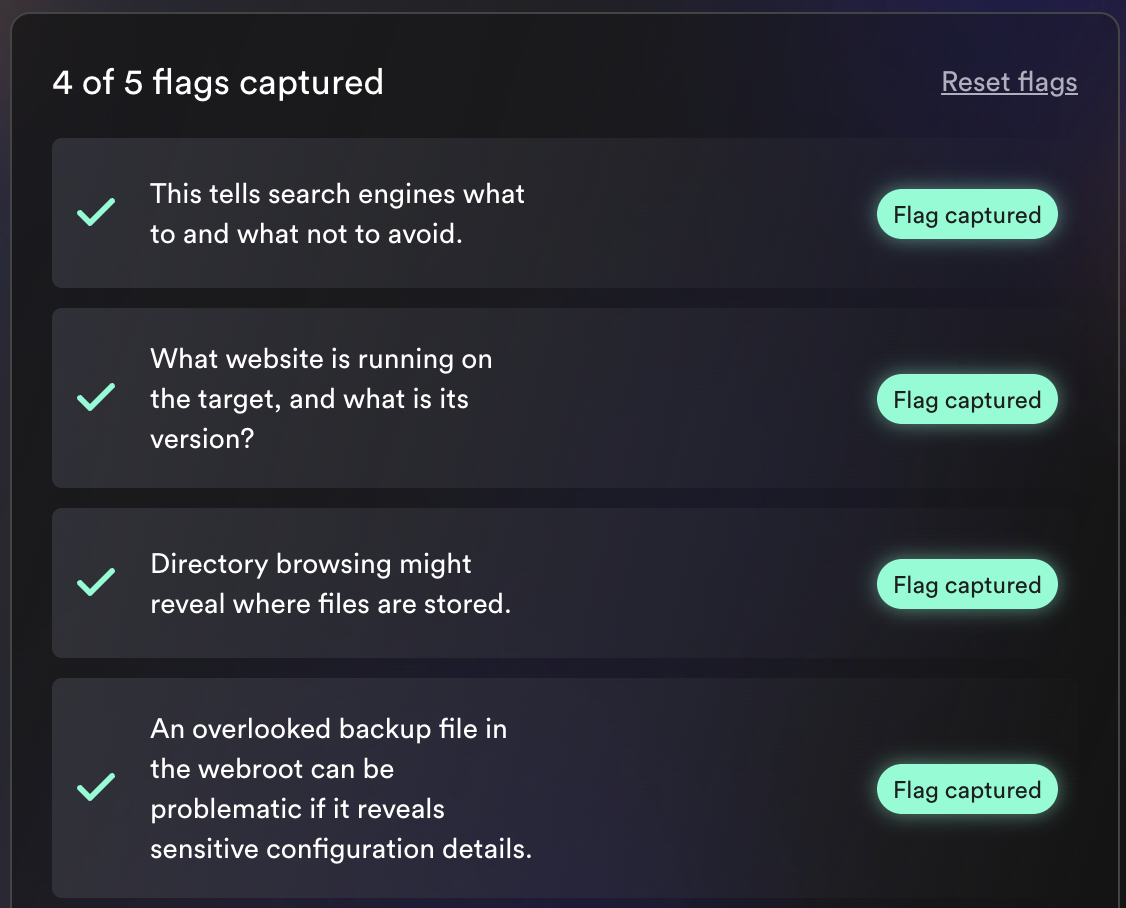 4 of 5 flags captured
Reset flags
This tells search engines what
to and what not to avoid.
Flag captured
What website is running on
the target, and what is its
version?
Flag captured
Directory browsing might
reveal where files are stored.
Flag captured
An overlooked backup file in
the webroot can be
problematic if it reveals
sensitive configuration details.
Flag captured